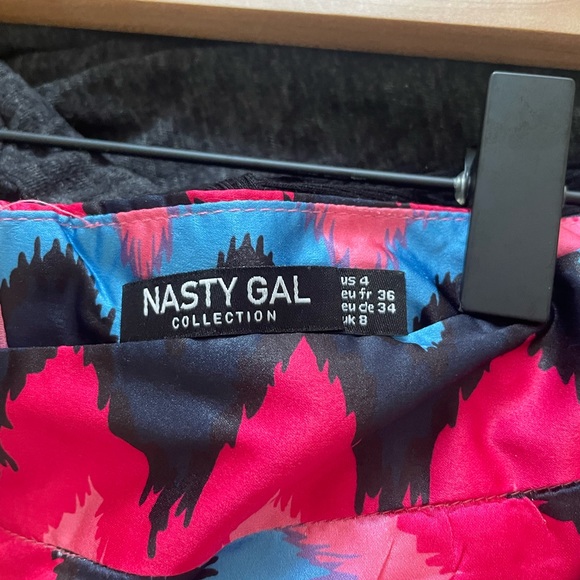 NASTY GAL
COLLECTION
us 4
eu fr 36
eu de 34
uk 8